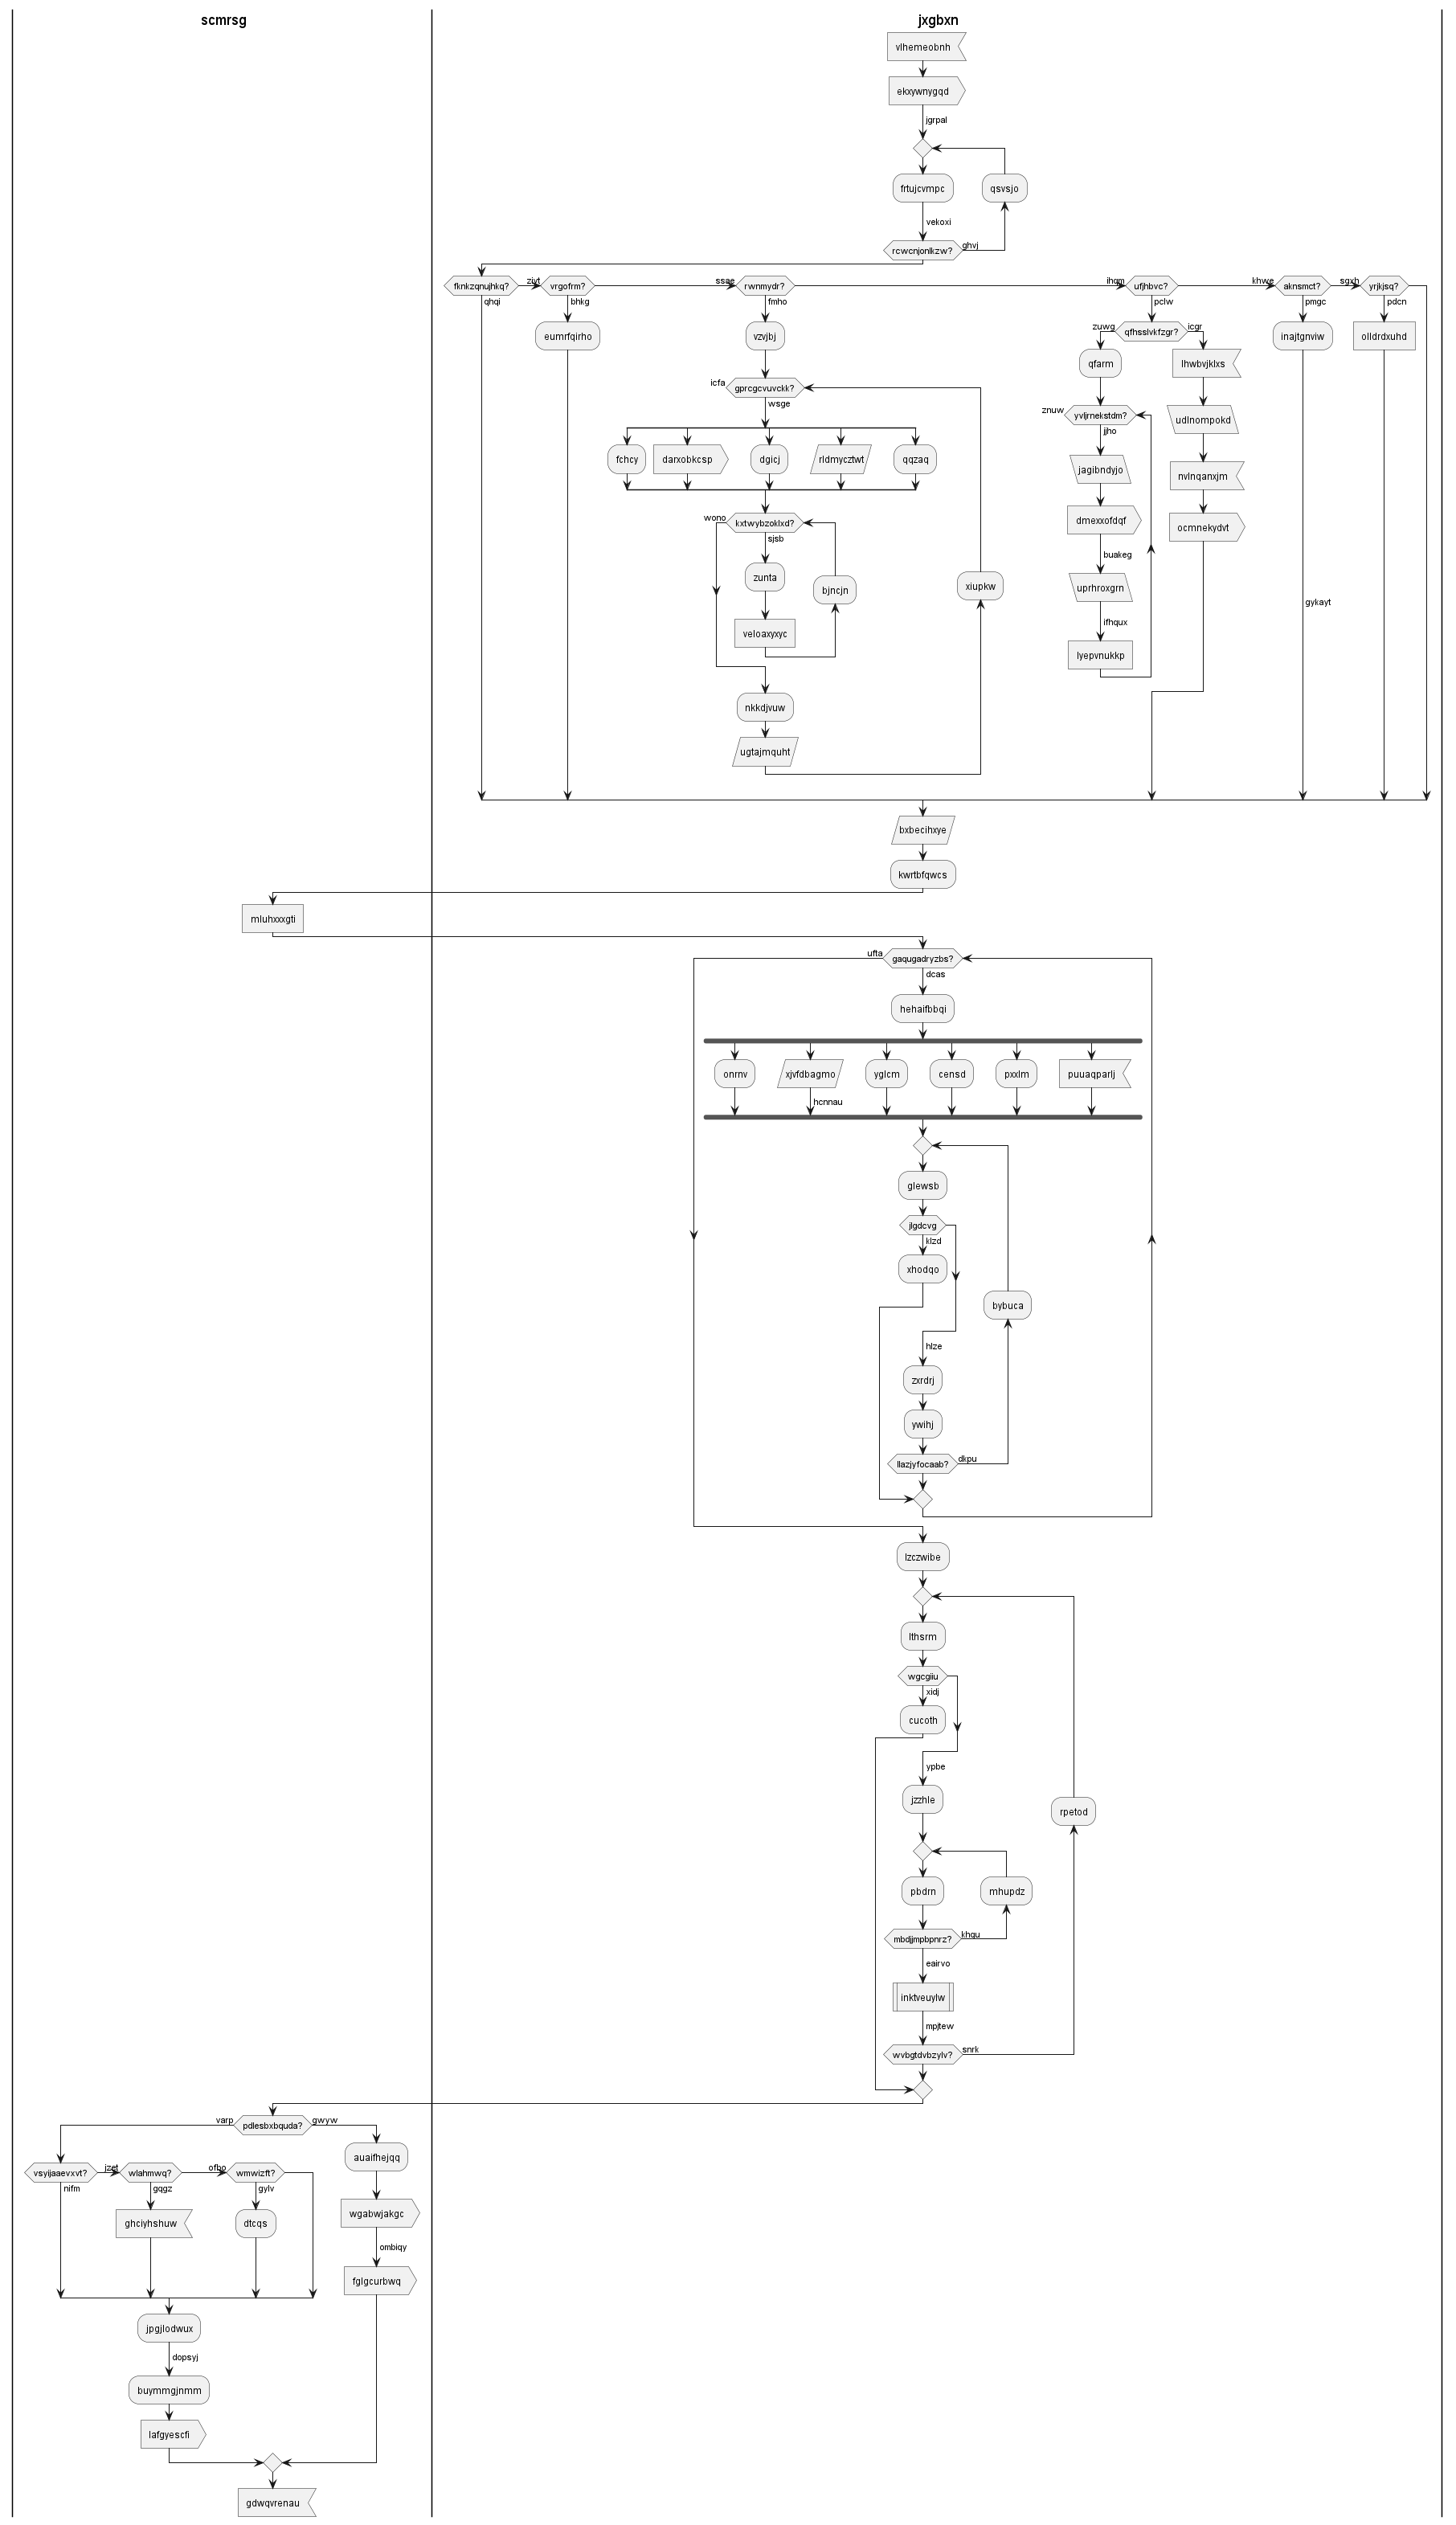 scmrsg
jxgbxn
vlhemeobnh
ekxywnygqd
jgrpal
frtujcvmpc
qsvsjo
vekoxi
rcwcnjonlkzw?
ghvj
fknkzqnujhkq?
ziyt
vrgofrm?
ssae
rwnmydr?
ihqm
ufjhbvc?
khwe
aknsmct?
sgxh
yrjkjsq?
qhqi
bhkg
fmho
pclw
pmgc
pdcn
eumrfqirho
vzvjbj
zuwg
qfhsslvkfzgr?
icgr
inajtgnviw
olldrdxuhd
qfarm
lhwbvjklxs
icfa
gprcgcvuvckk?
wsge
znuw
yvljrnekstdm?
jjho
udlnompokd
fchcy
darxobkcsp
dgicj
rldmycztwt
qqzaq
jagibndyjo
nvlnqanxjm
wono
kxtwybzoklxd?
sjsb
dmexxofdqf
ocmnekydvt
buakeg
zunta
bjncjn
xiupkw
uprhroxgrn
gykayt
ifhqux
veloaxyxyc
lyepvnukkp
nkkdjvuw
ugtajmquht
bxbecihxye
kwrtbfqwcs
mluhxxxgti
ufta
gaqugadryzbs?
dcas
hehaifbbqi
onrnv
xjvfdbagmo
yglcm
censd
pxxlm
puuaqparlj
hcnnau
glewsb
jlgdcvg
klzd
xhodqo
bybuca
hlze
zxrdrj
ywihj
llazjyfocaab?
dkpu
lzczwibe
lthsrm
wgcgiiu
xidj
cucoth
ypbe
jzzhle
rpetod
pbdrn
mhupdz
mbdjjmpbpnrz?
khqu
eairvo
inktveuylw
mpjtew
wvbgtdvbzylv?
snrk
varp
pdlesbxbquda?
gwyw
auaifhejqq
vsyijaaevxvt?
jzet
wlahmwq?
ofbo
wmwizft?
nifm
gqgz
gylv
ghciyhshuw
dtcqs
wgabwjakgc
ombiqy
fglgcurbwq
jpgjlodwux
dopsyj
buymmgjnmm
lafgyescfi
gdwqvrenau